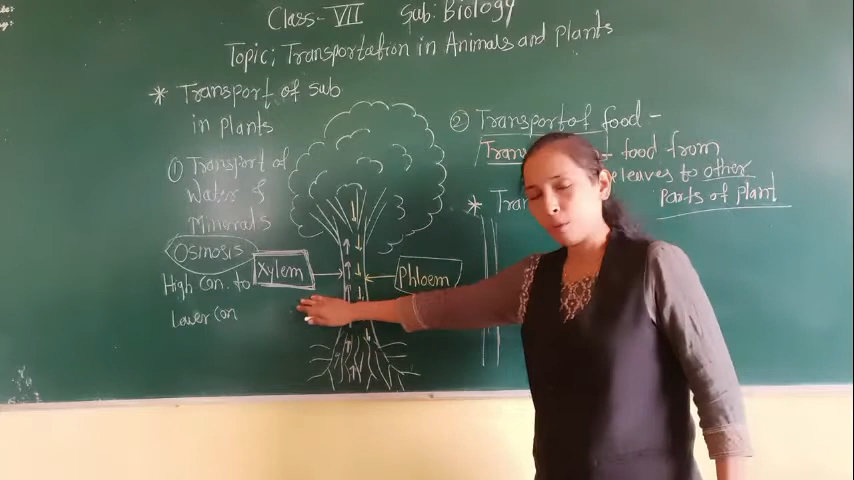 Class-VII Sub. Biology
Topic; Transportation in Animals and Plants
* Transport of sub
in plants
① Transport of
Water &
Minerals
Osmosis
High Con. to
Lower Con
Xylem
Phloem
② Transport of food -
food from
leaves to other
Parts of Plant
*